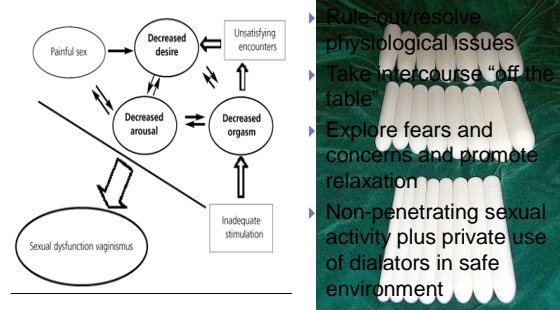 Painful sex
Decreased
desire
Unsatisfying
encounters
Decreased
arousal
Decreased
orgasm
Inadequate
stimulation
Sexual dysfunction vaginismus
Rule-out/resolve
physiological issues
Take intercourse “off the
table”
Explore fears and
concerns and promote
relaxation
Non-penetrating sexual
activity plus private use
of dialators in safe
environment